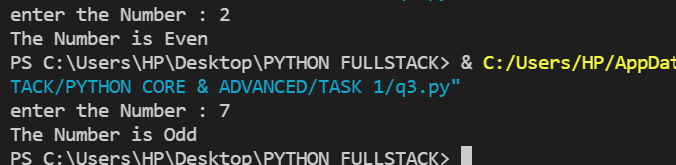 enter the Number : 2
The Number is Even
PS C:\Users\HP\Desktop\PYTHON FULLSTACK> & C:/Users/HP/AppDat
TACK/PYTHON CORE & ADVANCED/TASK 1/q3.py"
enter the Number : 7
The Number is Odd
PS C:\Users\HP\Desktop\PYTHON FULLSTACK>